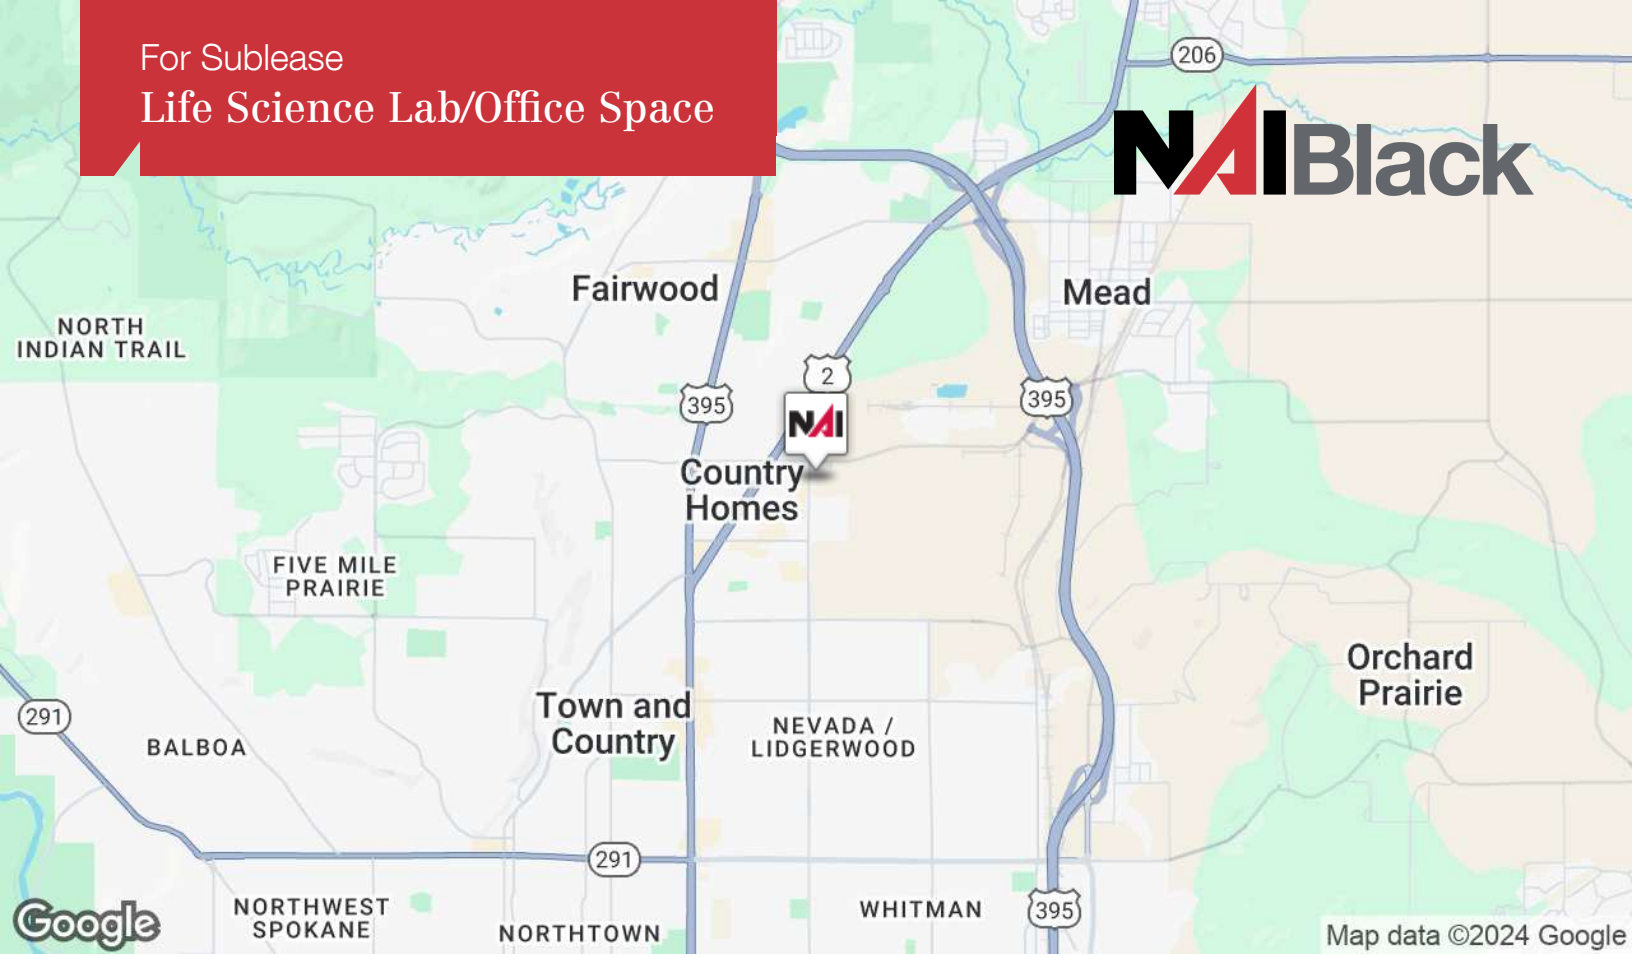 For Sublease
Life Science Lab/Office Space
206
NAIBlack
Fairwood
Mead
NORTH
INDIAN TRAIL
2
395
395
NAI
Country
Homes
FIVE MILE
PRAIRIE
Orchard
Prairie
291
Town and
Country
NEVADA /
LIDGERWOOD
BALBOA
291
NORTHWEST
SPOKANE
NORTHTOWN
WHITMAN
395
Google
Map data ©2024 Google